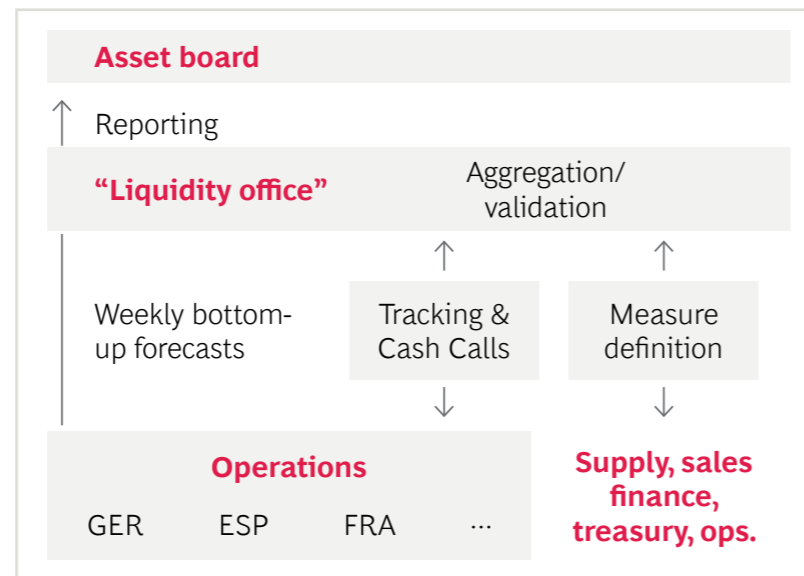 Asset board
Reporting
“Liquidity office”
Aggregation/
validation
Weekly bottom-
up forecasts
Tracking &
Cash Calls
Measure
definition
Operations
GER ESP FRA ...
Supply, sales
finance,
treasury, ops.